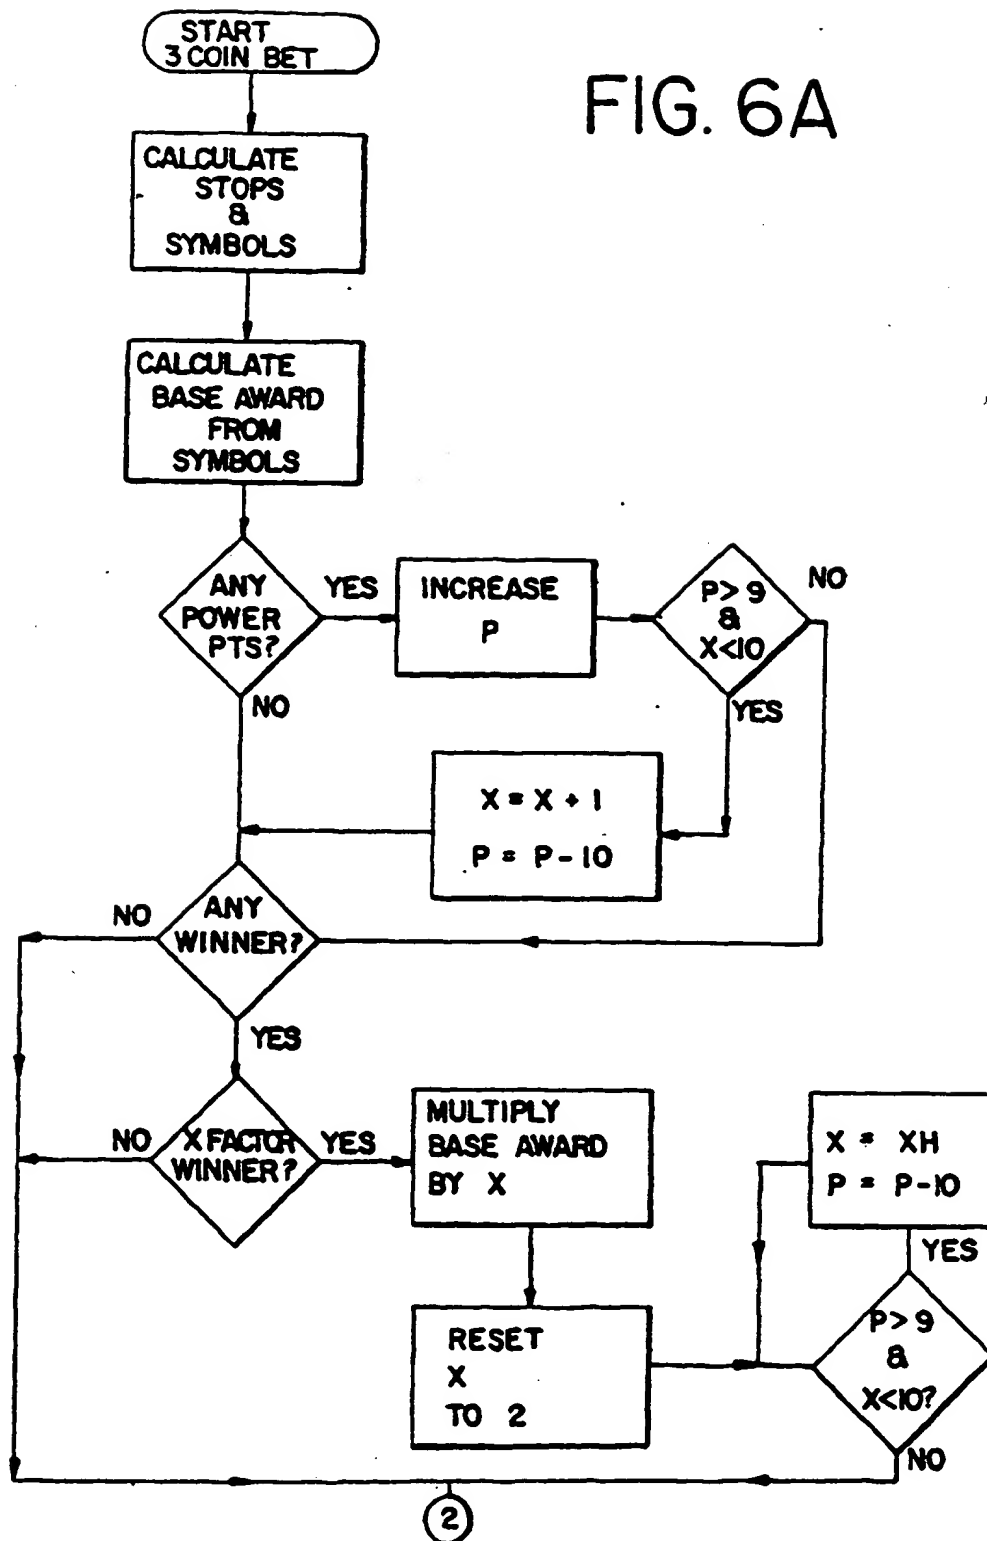 START
3 COIN BET
FIG. 6A
CALCULATE
STOPS
&
SYMBOLS
CALCULATE
BASE AWARD
FROM
SYMBOLS
ANY
POWER
PTS?
YES
INCREASE
P
P > 9
&
X<10
NO
NO
YES
X = X + 1
P = P - 10
NO
ANY
WINNER?
YES
NO
X FACTOR
WINNER?
YES
MULTIPLY
BASE AWARD
BY X
X = XH
P = P-10
YES
RESET
X
TO 2
P > 9
&
X<10?
NO
2